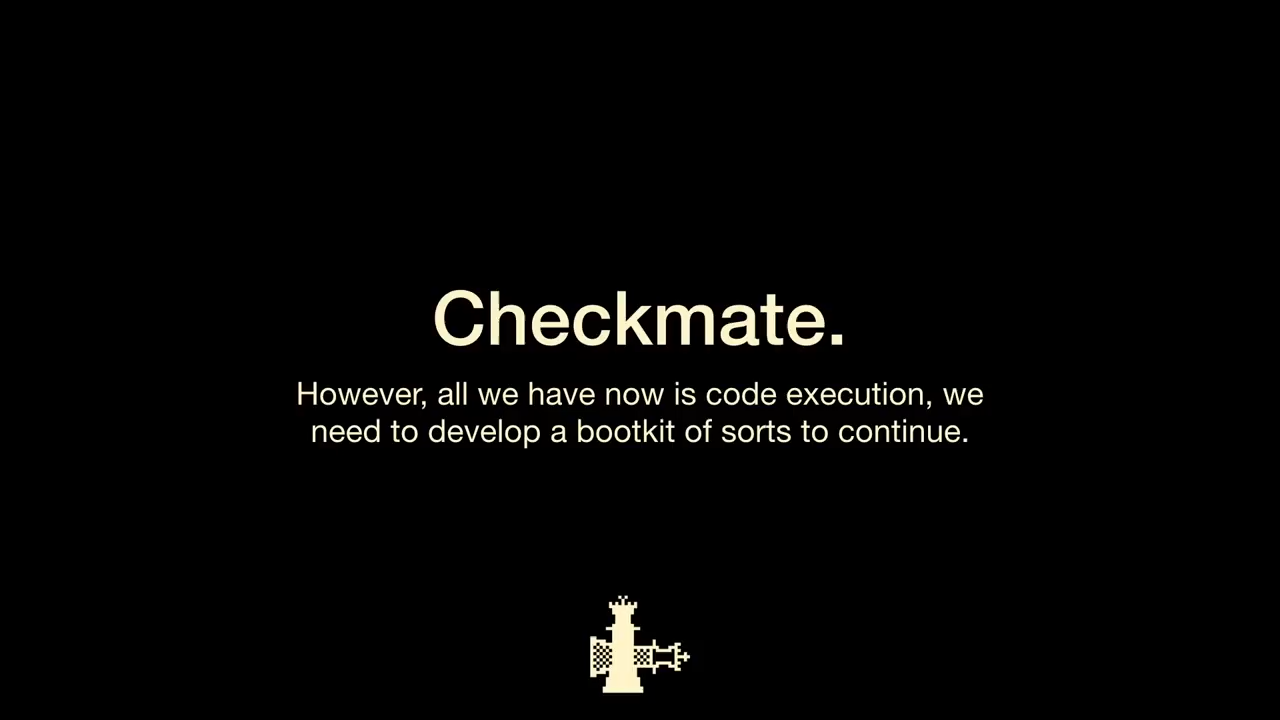 Checkmate.
However, all we have now is code execution, we
need to develop a bootkit of sorts to continue.